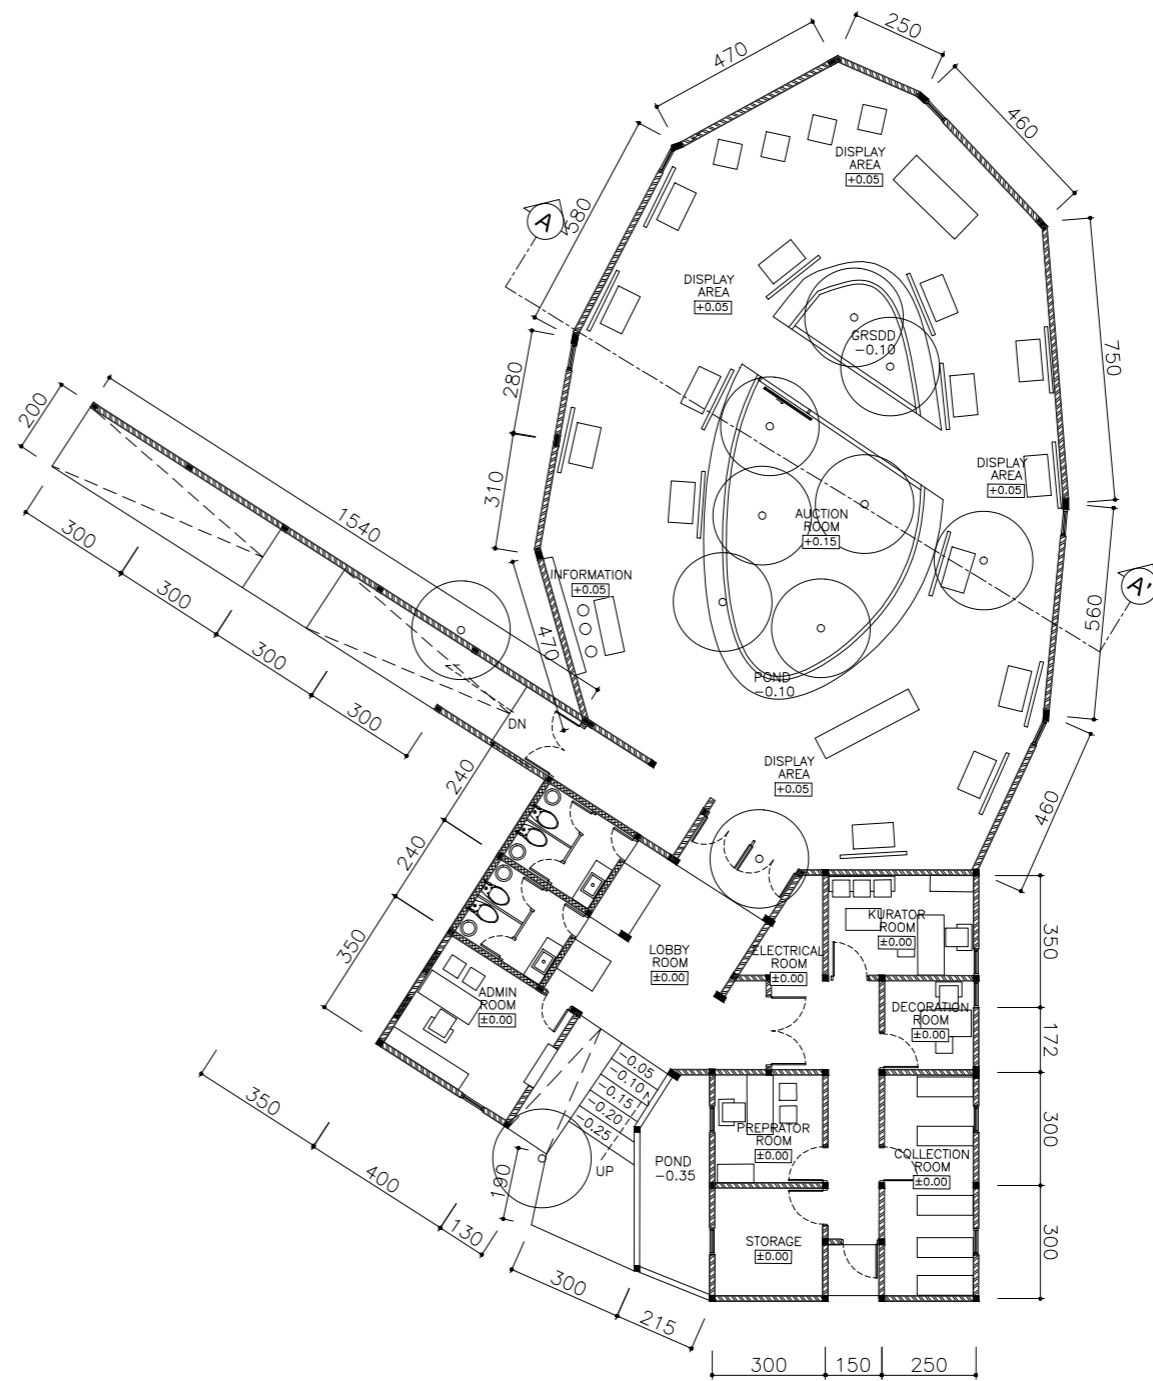 250
470
460
DISPLAY
AREA
+0.05
A
580
DISPLAY
AREA
+0.05
GRSDD
-0.10
750
280
200
DISPLAY
AREA
+0.05
310
1540
AUCTION
ROOM
+0.15
300
INFORMATION
+0.05
A'
300
560
470
300
POND
-0.10
300
DN
240
DISPLAY
AREA
+0.05
460
240
350
KURATOR
ROOM
±0.00
350
LOBBY
ROOM
±0.00
ELECTRICAL
ROOM
±0.00
ADMIN
ROOM
±0.00
DECORATION
ROOM
±0.00
172
-0.05
-0.10
-0.15
-0.20
-0.25
350
PREPRATOR
ROOM
±0.00
300
COLLECTION
ROOM
±0.00
POND
-0.35
UP
190
400
130
STORAGE
±0.00
300
300
215
300
150
250